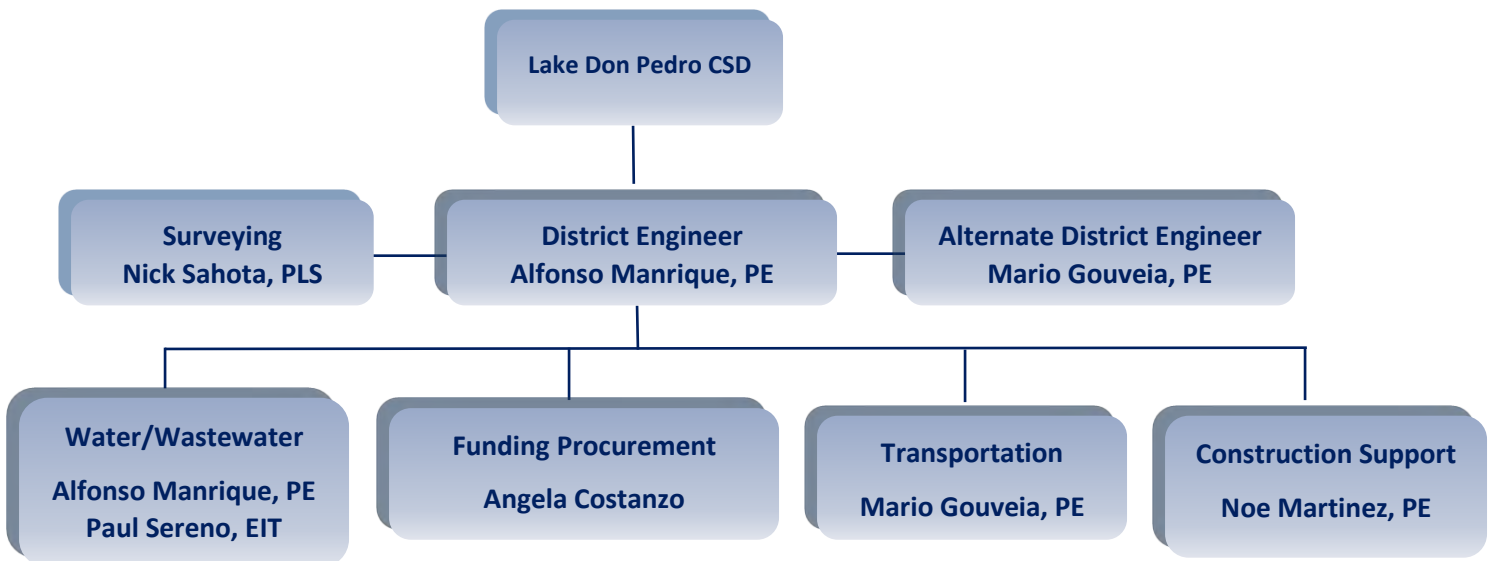 Lake Don Pedro CSD
Surveying
Nick Sahota, PLS
District Engineer
Alfonso Manrique, PE
Alternate District Engineer
Mario Gouveia, PE
Water/Wastewater
Alfonso Manrique, PE
Paul Sereno, EIT
Funding Procurement
Angela Costanzo
Transportation
Mario Gouveia, PE
Construction Support
Noe Martinez, PE